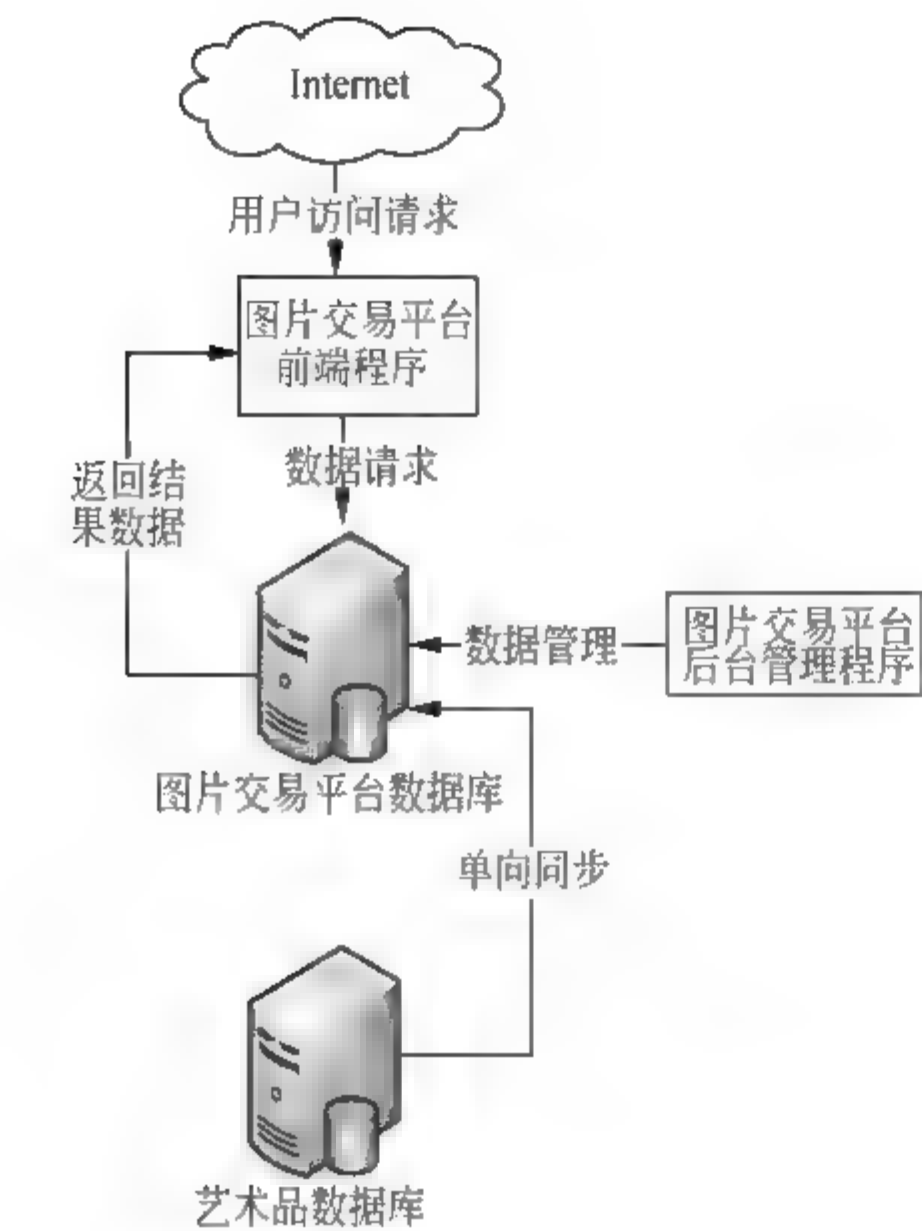 Internet
用户访问请求
图片交易平台
前端程序
数据请求
返回结
果数据
数据管理
图片交易平台
后台管理程序
图片交易平台数据库
单向同步
艺术品数据库